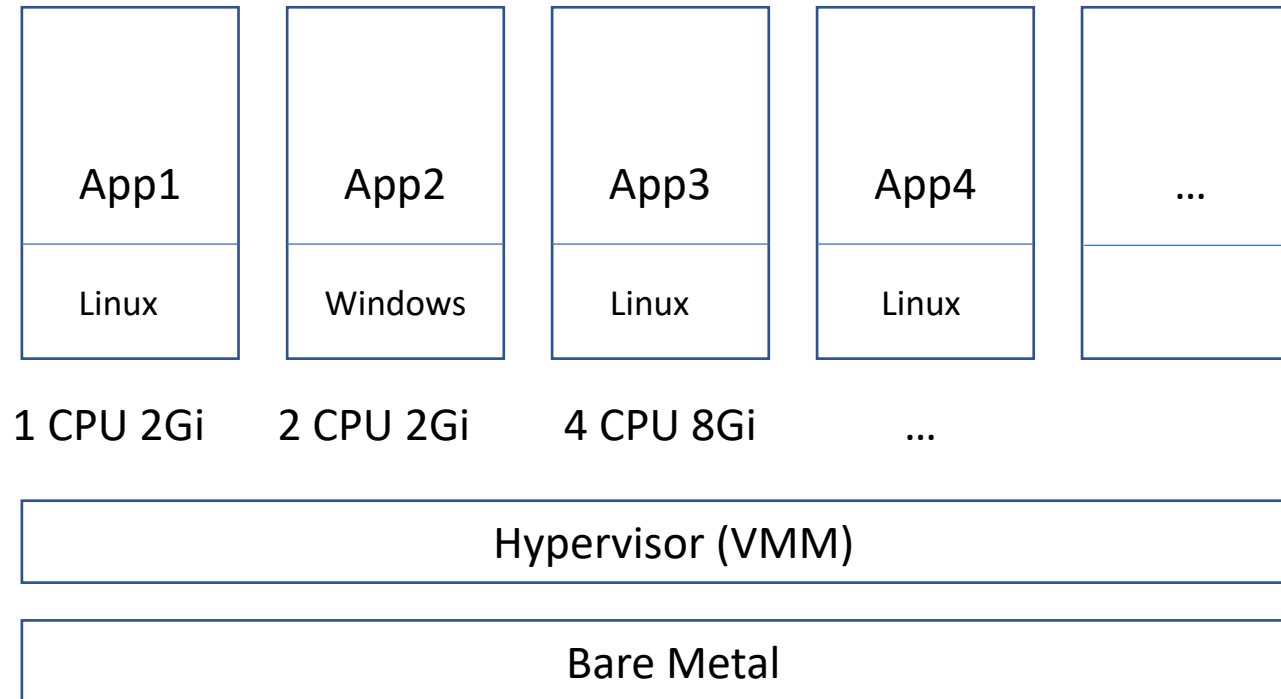 App1 App2 App3 App4 …
Linux Windows Linux Linux
1 CPU 2Gi 2 CPU 2Gi 4 CPU 8Gi …
Hypervisor (VMM)
Bare Metal